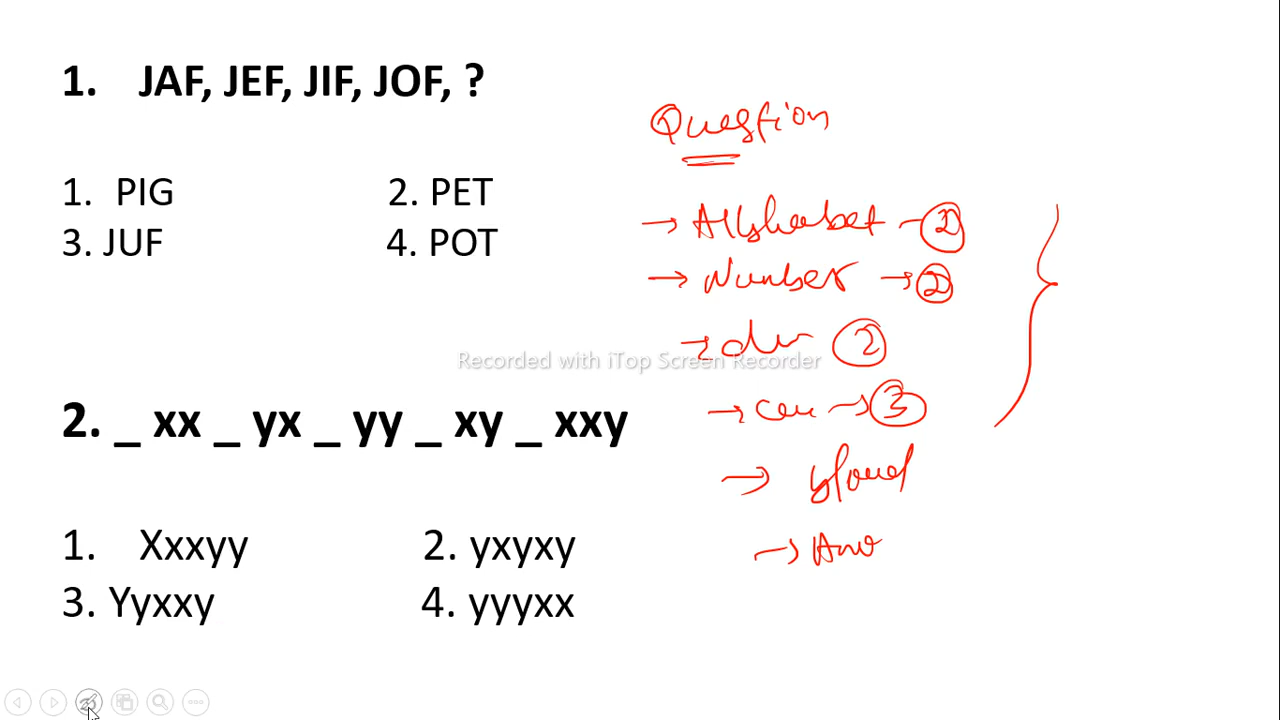 1. JAF, JEF, JIF, JOF, ?
1. PIG 2. PET
3. JUF 4. POT
2. _ xx _ yx _ yy _ xy _ xxy
1. Xxxyy 2. yxyxy
3. Yyxxy 4. yyyxx
Question
→ Alphabet - 2
→ Number → 2
2
3
Recorded with iTop Screen Recorder